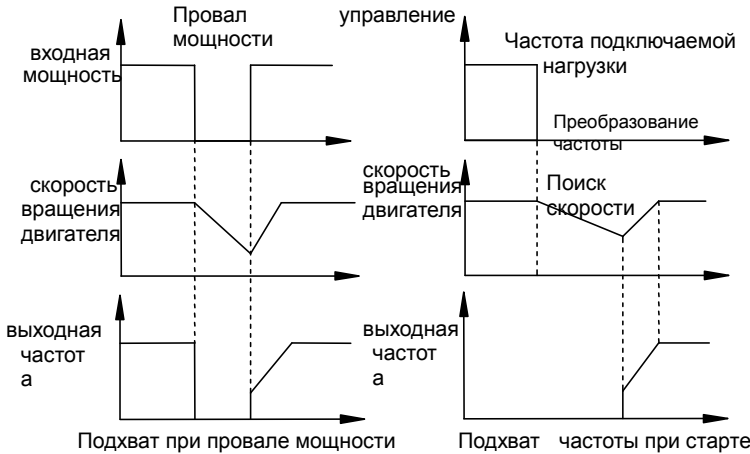 Провал
мощности
входная
мощность
скорость
вращения
двигателя
выходная
частот
а
Подхват при провале мощности
управление
Частота подключаемой
нагрузки
Преобразование
частоты
скорость
вращения
двигателя
Поиск
скорости
выходная
частот
а
Подхват частоты при старте